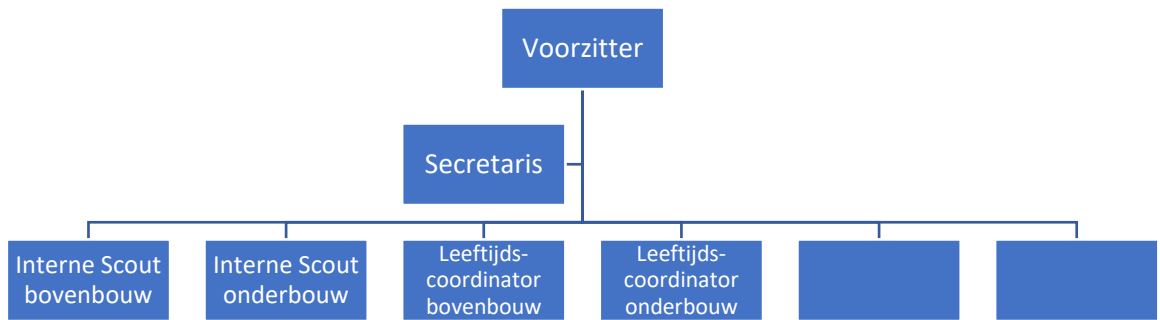 Voorzitter
Secretaris
Interne Scout
bovenbouw
Interne Scout
onderbouw
Leeftijds-
coordinator
bovenbouw
Leeftijds-
coordinator
onderbouw